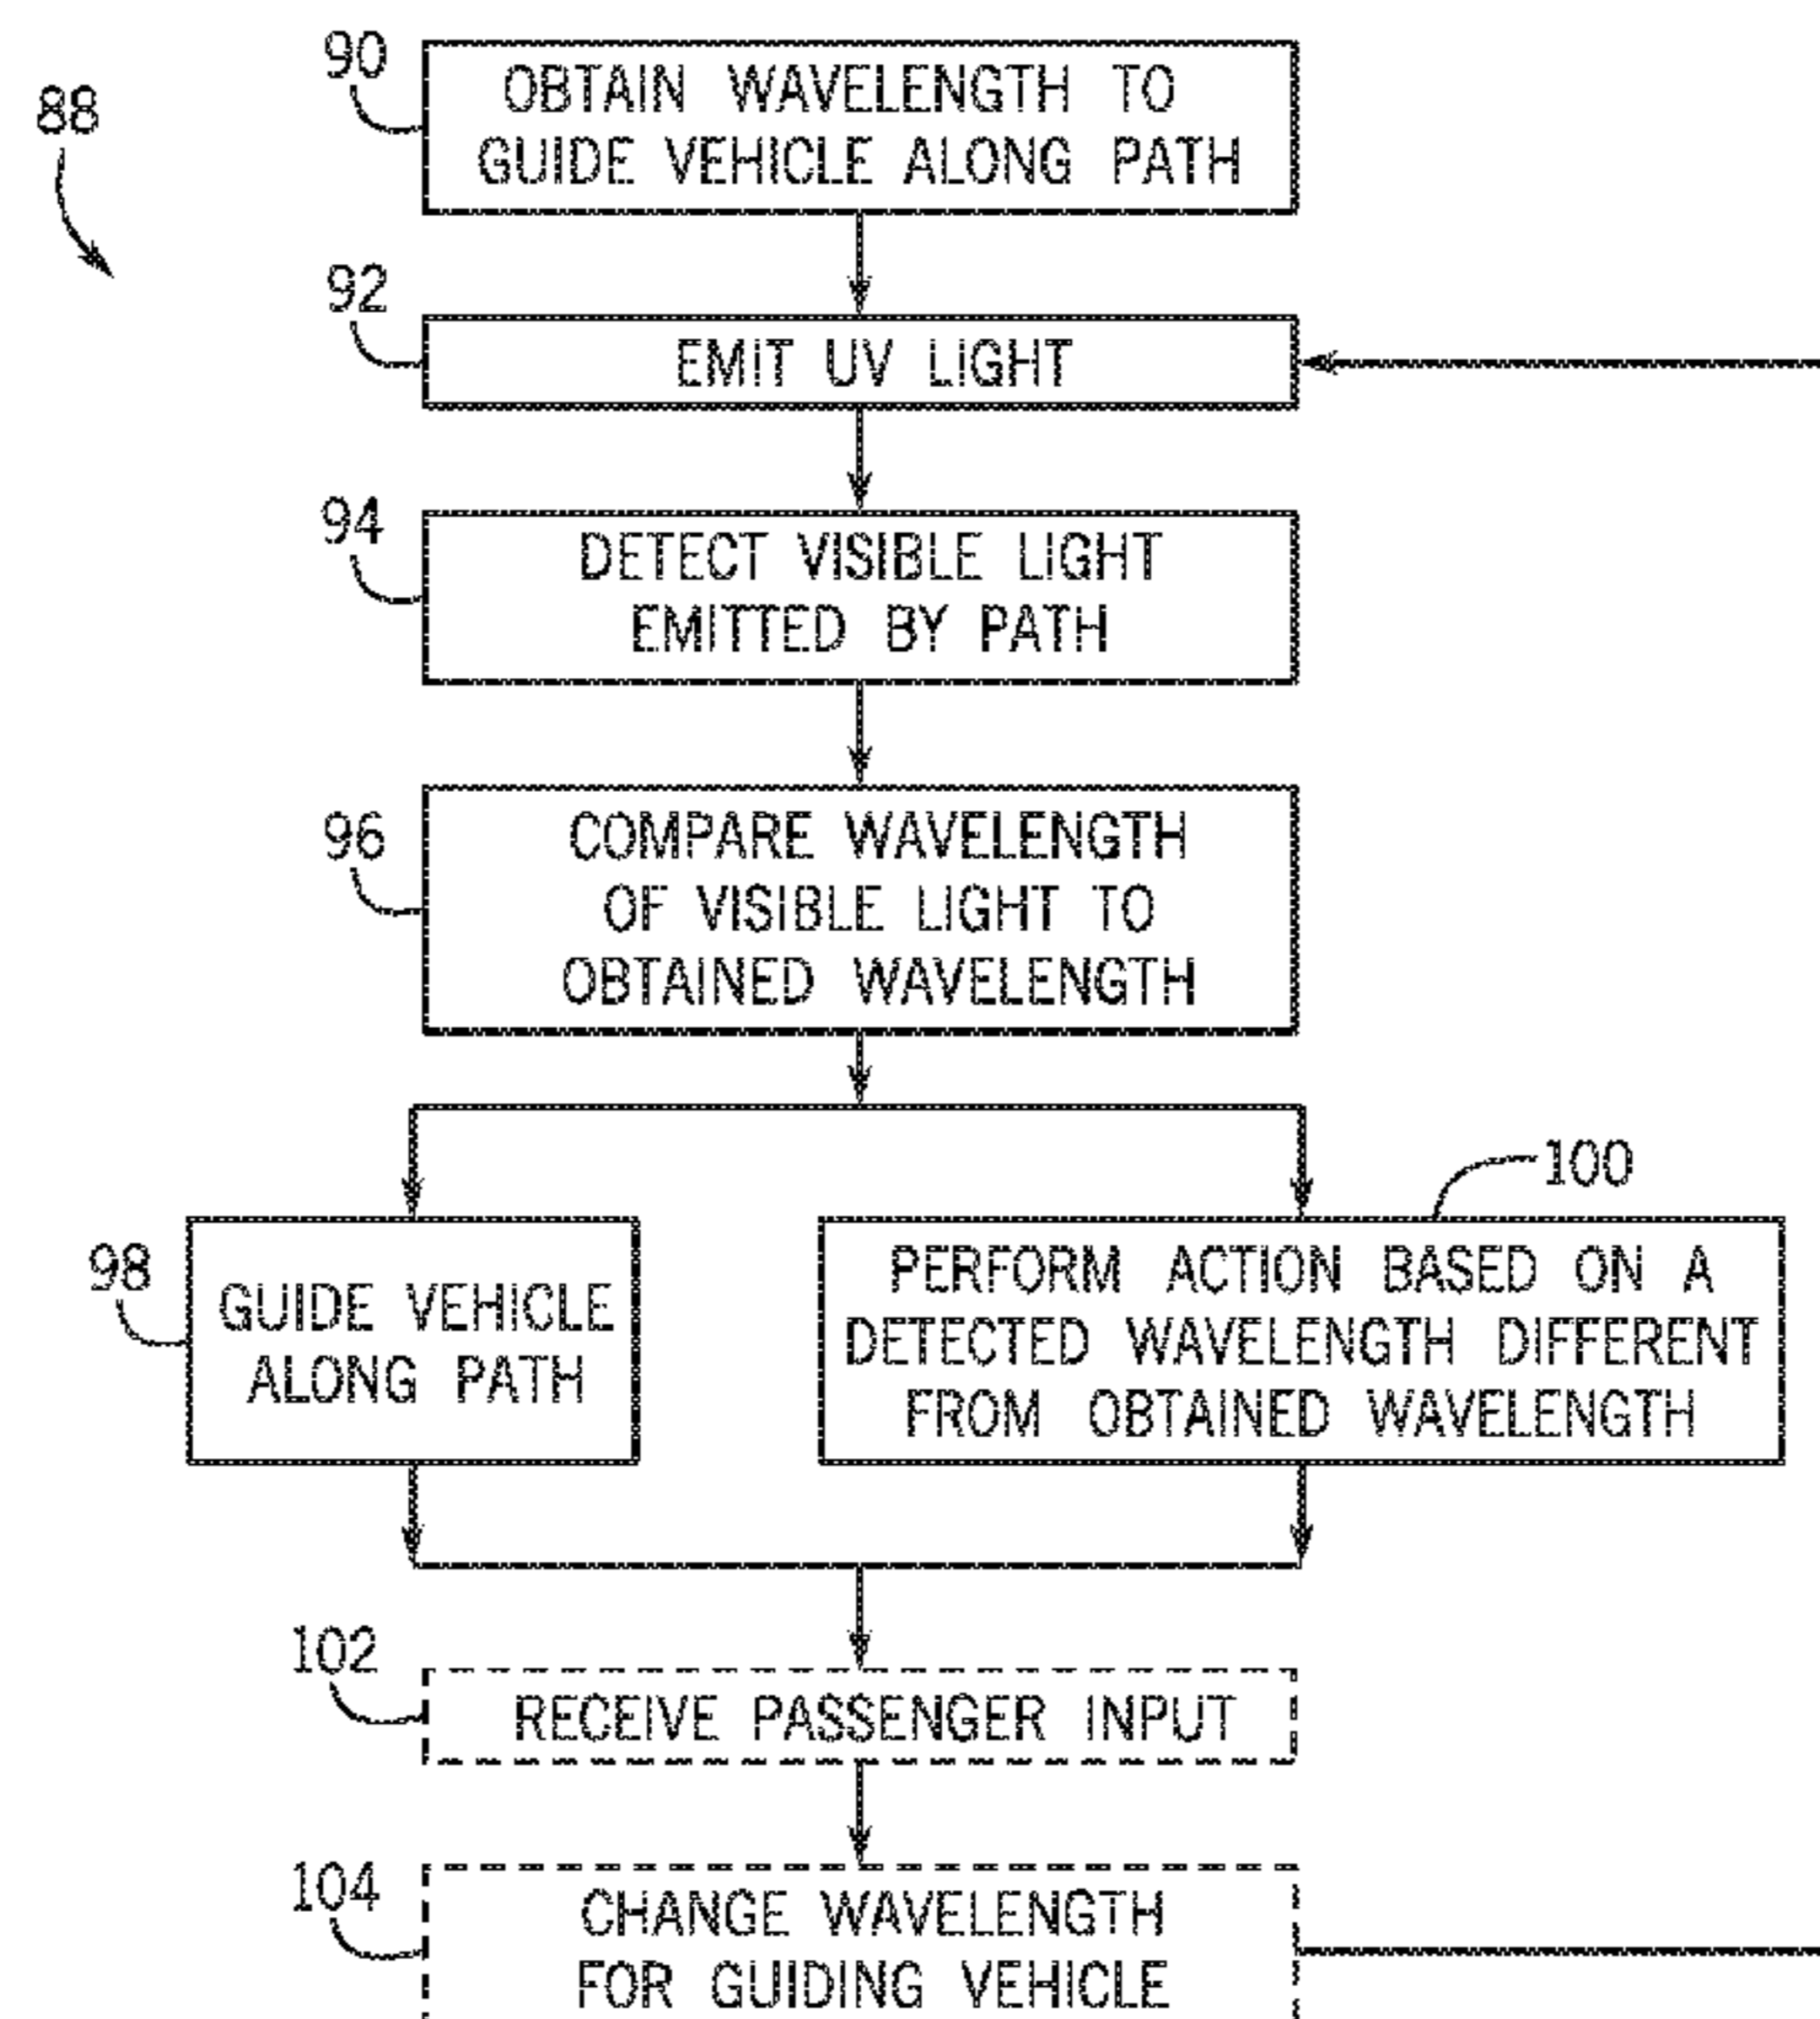 88
90
OBTAIN WAVELENGTH TO
GUIDE VEHICLE ALONG PATH
92
EMIT UV LIGHT
94
DETECT VISIBLE LIGHT
EMITTED BY PATH
96
COMPARE WAVELENGTH
OF VISIBLE LIGHT TO
OBTAINED WAVELENGTH
98
GUIDE VEHICLE
ALONG PATH
100
PERFORM ACTION BASED ON A
DETECTED WAVELENGTH DIFFERENT
FROM OBTAINED WAVELENGTH
102
RECEIVE PASSENGER INPUT
104
CHANGE WAVELENGTH
FOR GUIDING VEHICLE